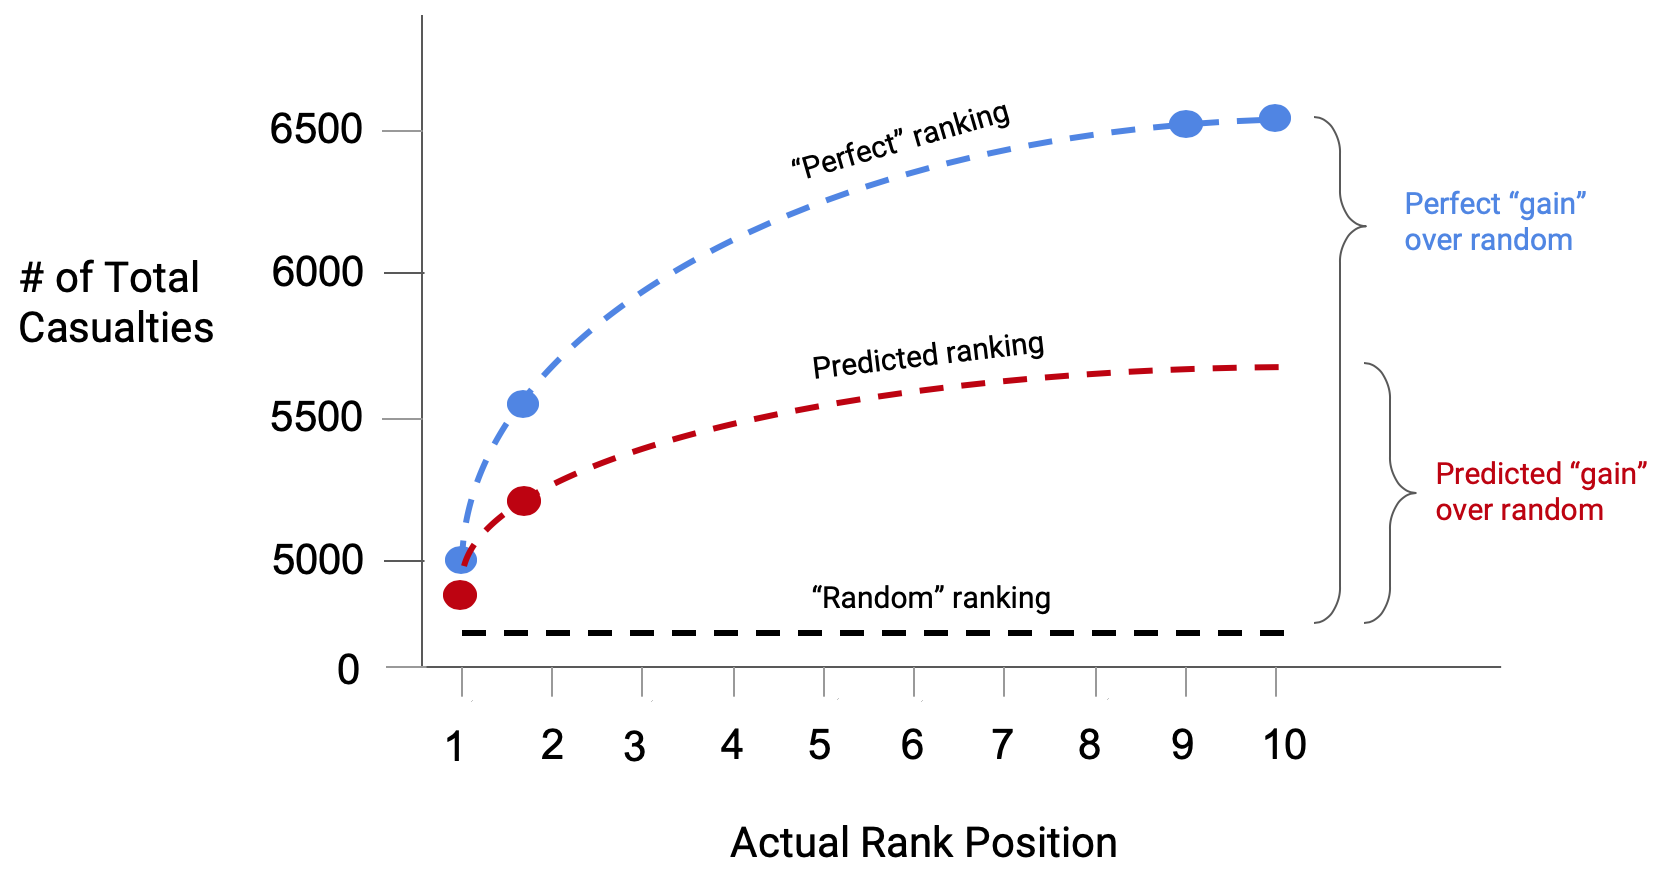 6500
6000
5500
5000
0
# of Total
Casualties
“Perfect” ranking
Predicted ranking
“Random” ranking
Perfect “gain”
over random
Predicted “gain”
over random
1 2 3 4 5 6 7 8 9 10
Actual Rank Position